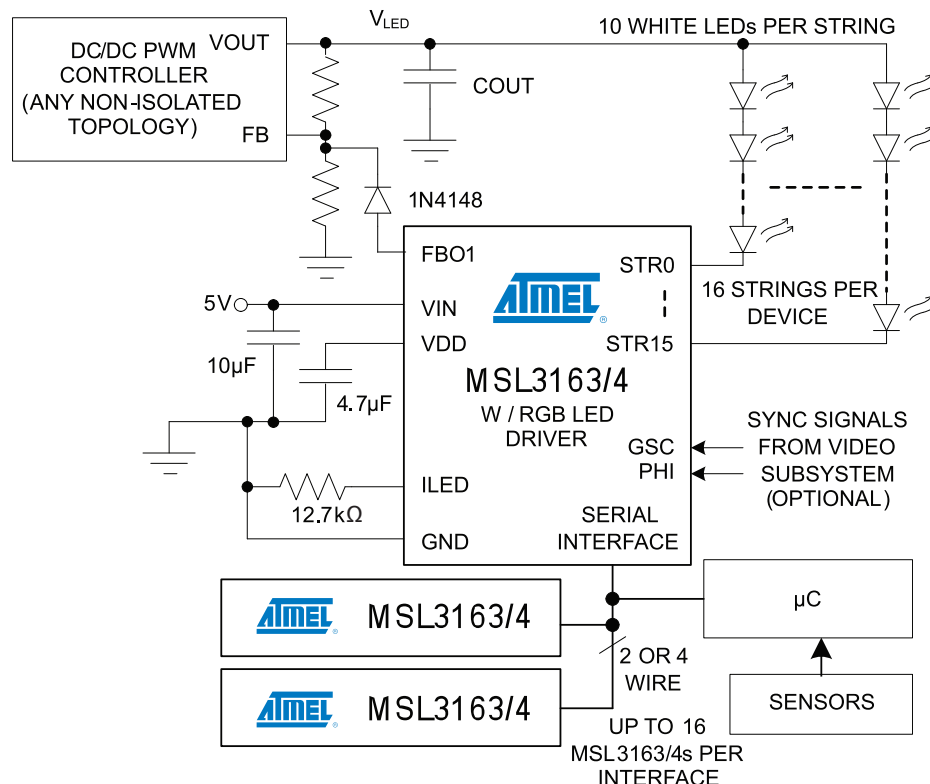 V_LED
10 WHITE LEDs PER STRING
VOUT
DC/DC PWM
CONTROLLER
(ANY NON-ISOLATED
TOPOLOGY)
FB
COUT
1N4148
FBO1
STR0
ATMEL®
5V
VIN
16 STRINGS PER
DEVICE
VDD
STR15
10µF
4.7µF
MSL3163/4
W / RGB LED
DRIVER
SYNC SIGNALS
FROM VIDEO
SUBSYSTEM
(OPTIONAL)
GSC
PHI
ILED
12.7kΩ
GND
SERIAL
INTERFACE
ATMEL®
MSL3163/4
µC
2 OR 4
WIRE
ATMEL®
MSL3163/4
SENSORS
UP TO 16
MSL3163/4s PER
INTERFACE